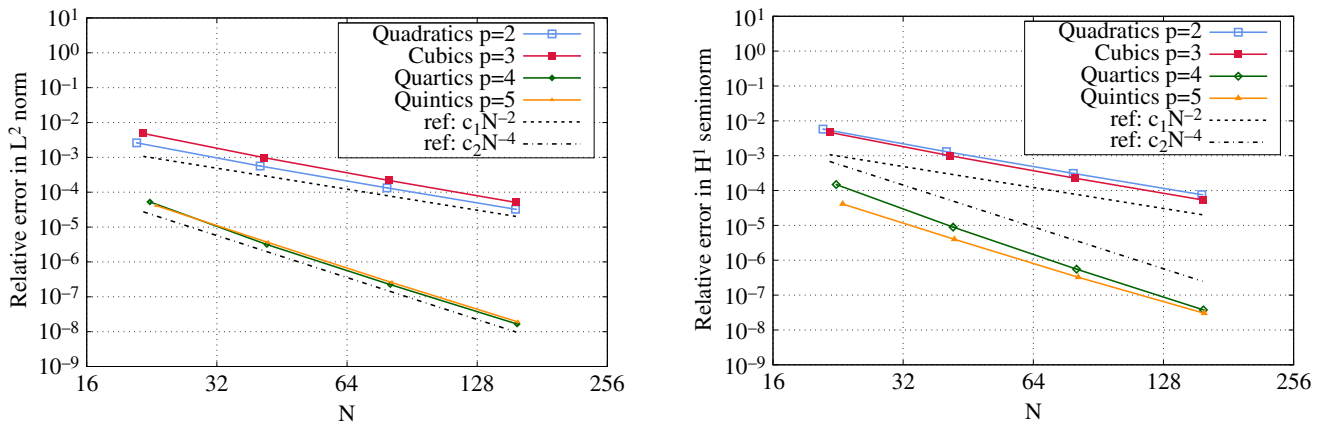 10^1
10^0
10^-1
10^-2
10^-3
10^-4
10^-5
10^-6
10^-7
10^-8
10^-9
16
32
64
128
256
N
Relative error in L^2 norm
Quadratics p=2
Cubics p=3
Quartics p=4
Quintics p=5
ref: c_1N^-2
ref: c_2N^-4
10^1
10^0
10^-1
10^-2
10^-3
10^-4
10^-5
10^-6
10^-7
10^-8
10^-9
16
32
64
128
256
N
Relative error in H^1 seminorm
Quadratics p=2
Cubics p=3
Quartics p=4
Quintics p=5
ref: c_1N^-2
ref: c_2N^-4